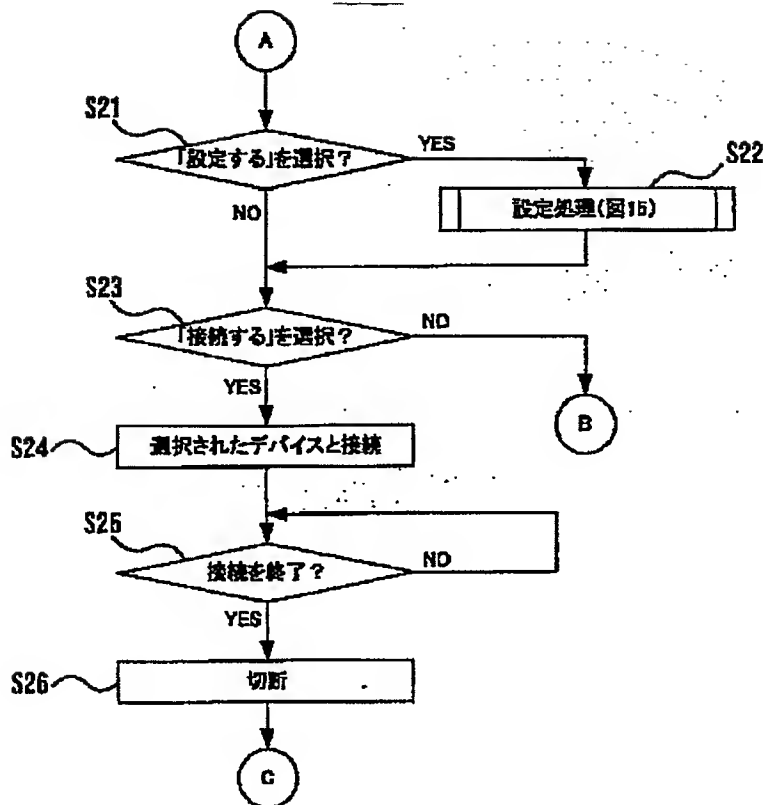 A
S21
「設定する」を選択？
YES
S22
NO
設定処理(図15)
S23
「接続する」を選択？
NO
YES
B
S24
選択されたデバイスと接続
S25
接続を終了？
NO
YES
S26
切断
C